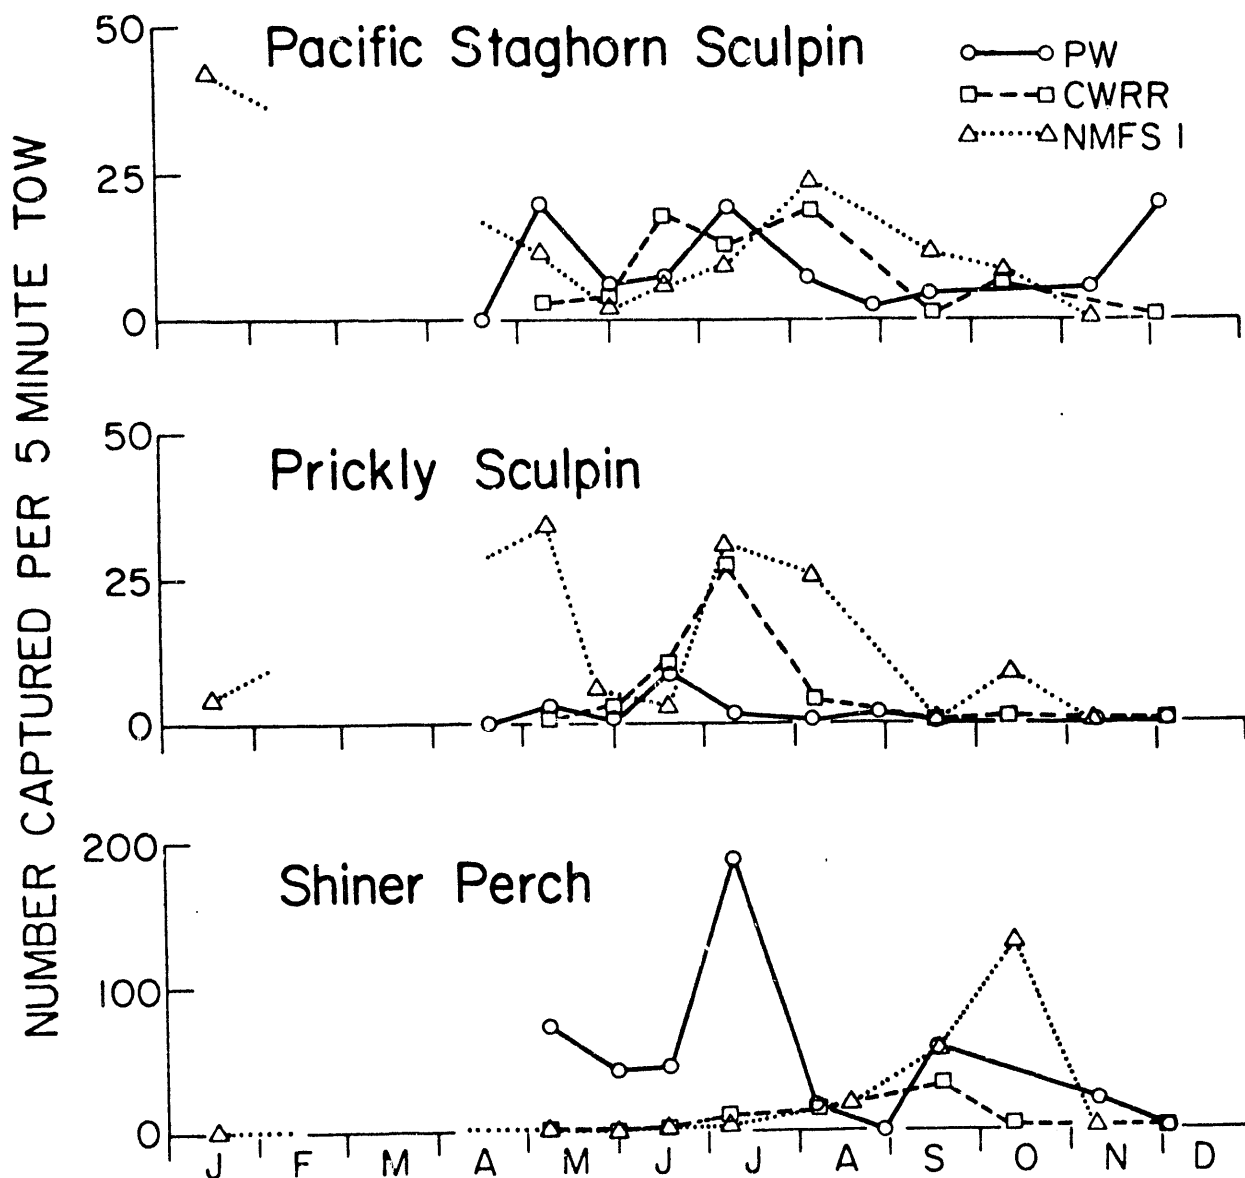 NUMBER CAPTURED PER 5 MINUTE TOW
50
Pacific Staghorn Sculpin
PW
CWRR
NMFS I
25
0
50
Prickly Sculpin
25
0
200
Shiner Perch
100
0
J F M A M J J A S O N D